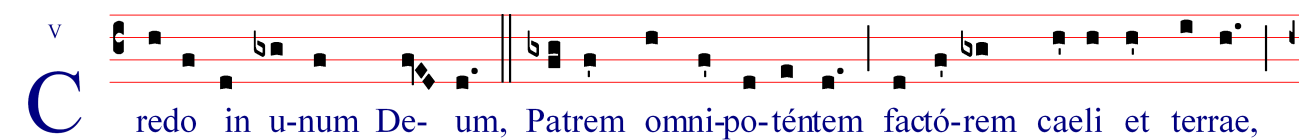 V
Credo in u-num De- um, Patrem omni-po-téntem factó-rem caeli et terrae,